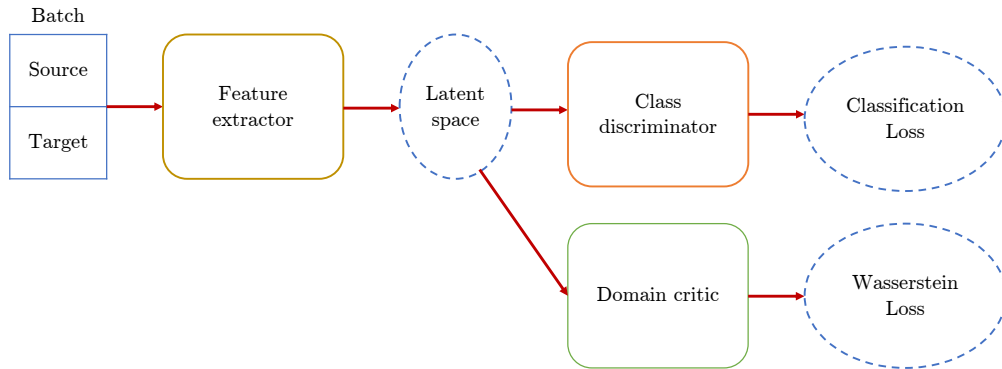 Batch
Source
Target
Feature
extractor
Latent
space
Class
discriminator
Classification
Loss
Domain critic
Wasserstein
Loss